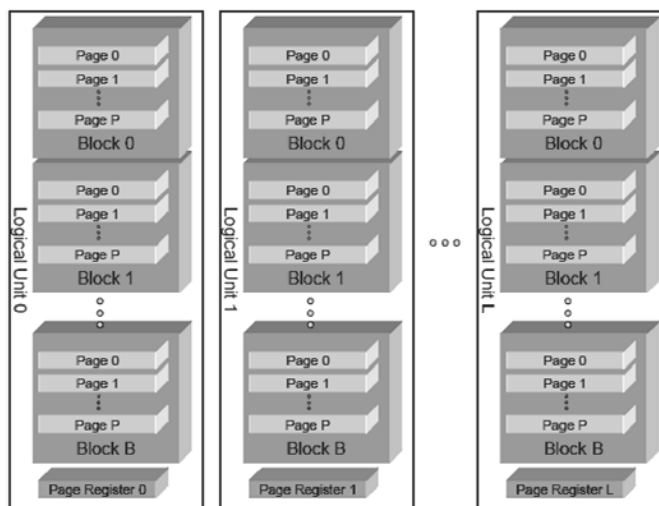 Page 0
Page 1
Page P
Block 0
Page 0
Page 1
Page P
Block 1
Page 0
Page 1
Page P
Block B
Page Register 0
Logical Unit 0
Page 0
Page 1
Page P
Block 0
Page 0
Page 1
Page P
Block 1
Page 0
Page 1
Page P
Block B
Page Register 1
Logical Unit 1
Page 0
Page 1
Page P
Block 0
Page 0
Page 1
Page P
Block 1
Page 0
Page 1
Page P
Block B
Page Register L
Logical Unit L